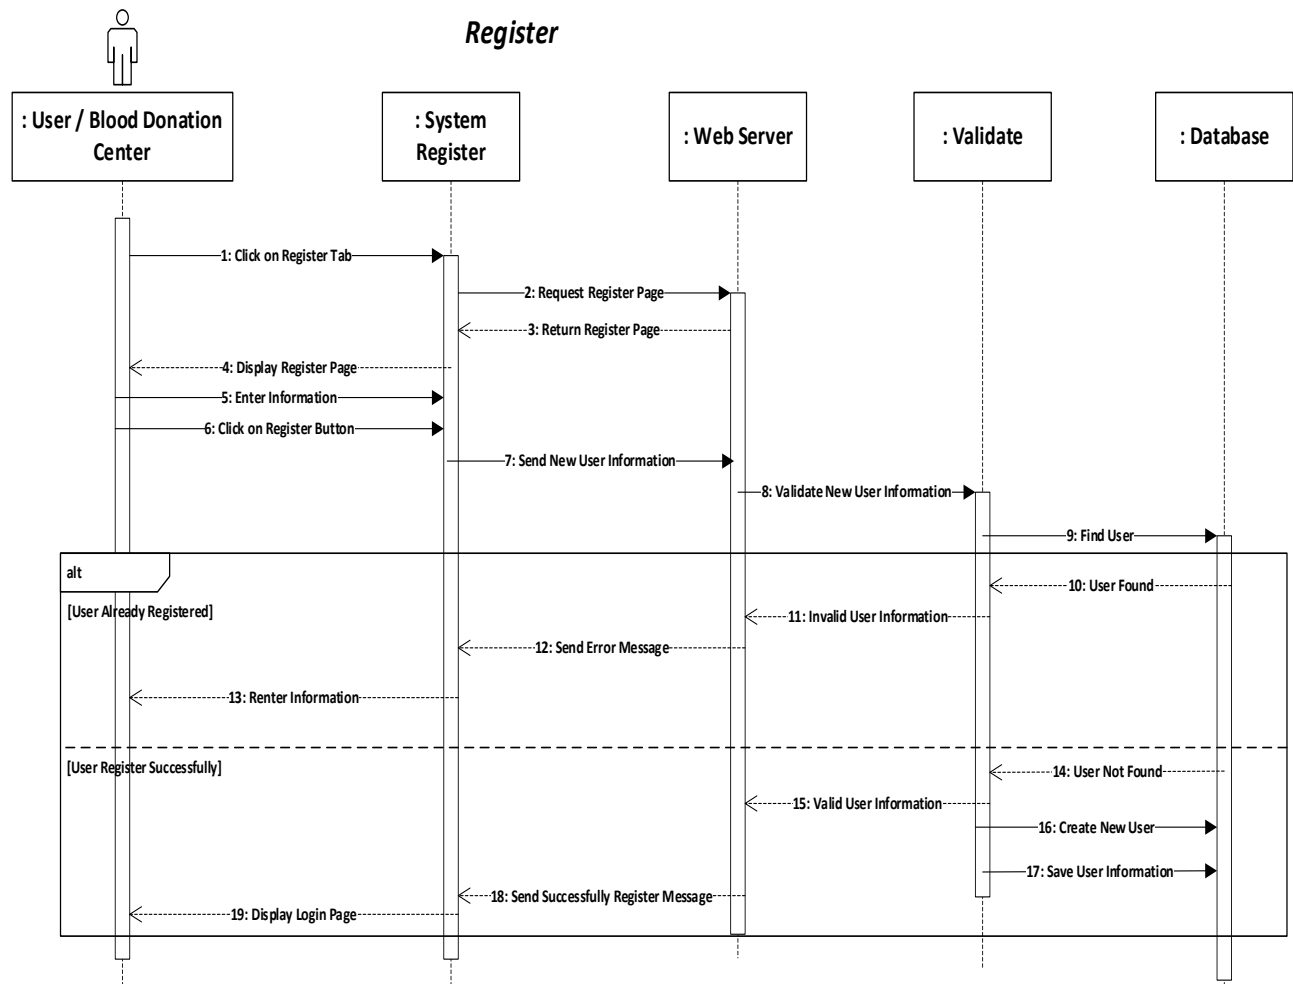 Register
: User / Blood Donation
Center
: System
Register
: Web Server
: Validate
: Database
1: Click on Register Tab
2: Request Register Page
3: Return Register Page
4: Display Register Page
5: Enter Information
6: Click on Register Button
7: Send New User Information
8: Validate New User Information
9: Find User
alt
10: User Found
[User Already Registered]
11: Invalid User Information
12: Send Error Message
13: Renter Information
[User Register Successfully]
14: User Not Found
15: Valid User Information
16: Create New User
17: Save User Information
18: Send Successfully Register Message
19: Display Login Page